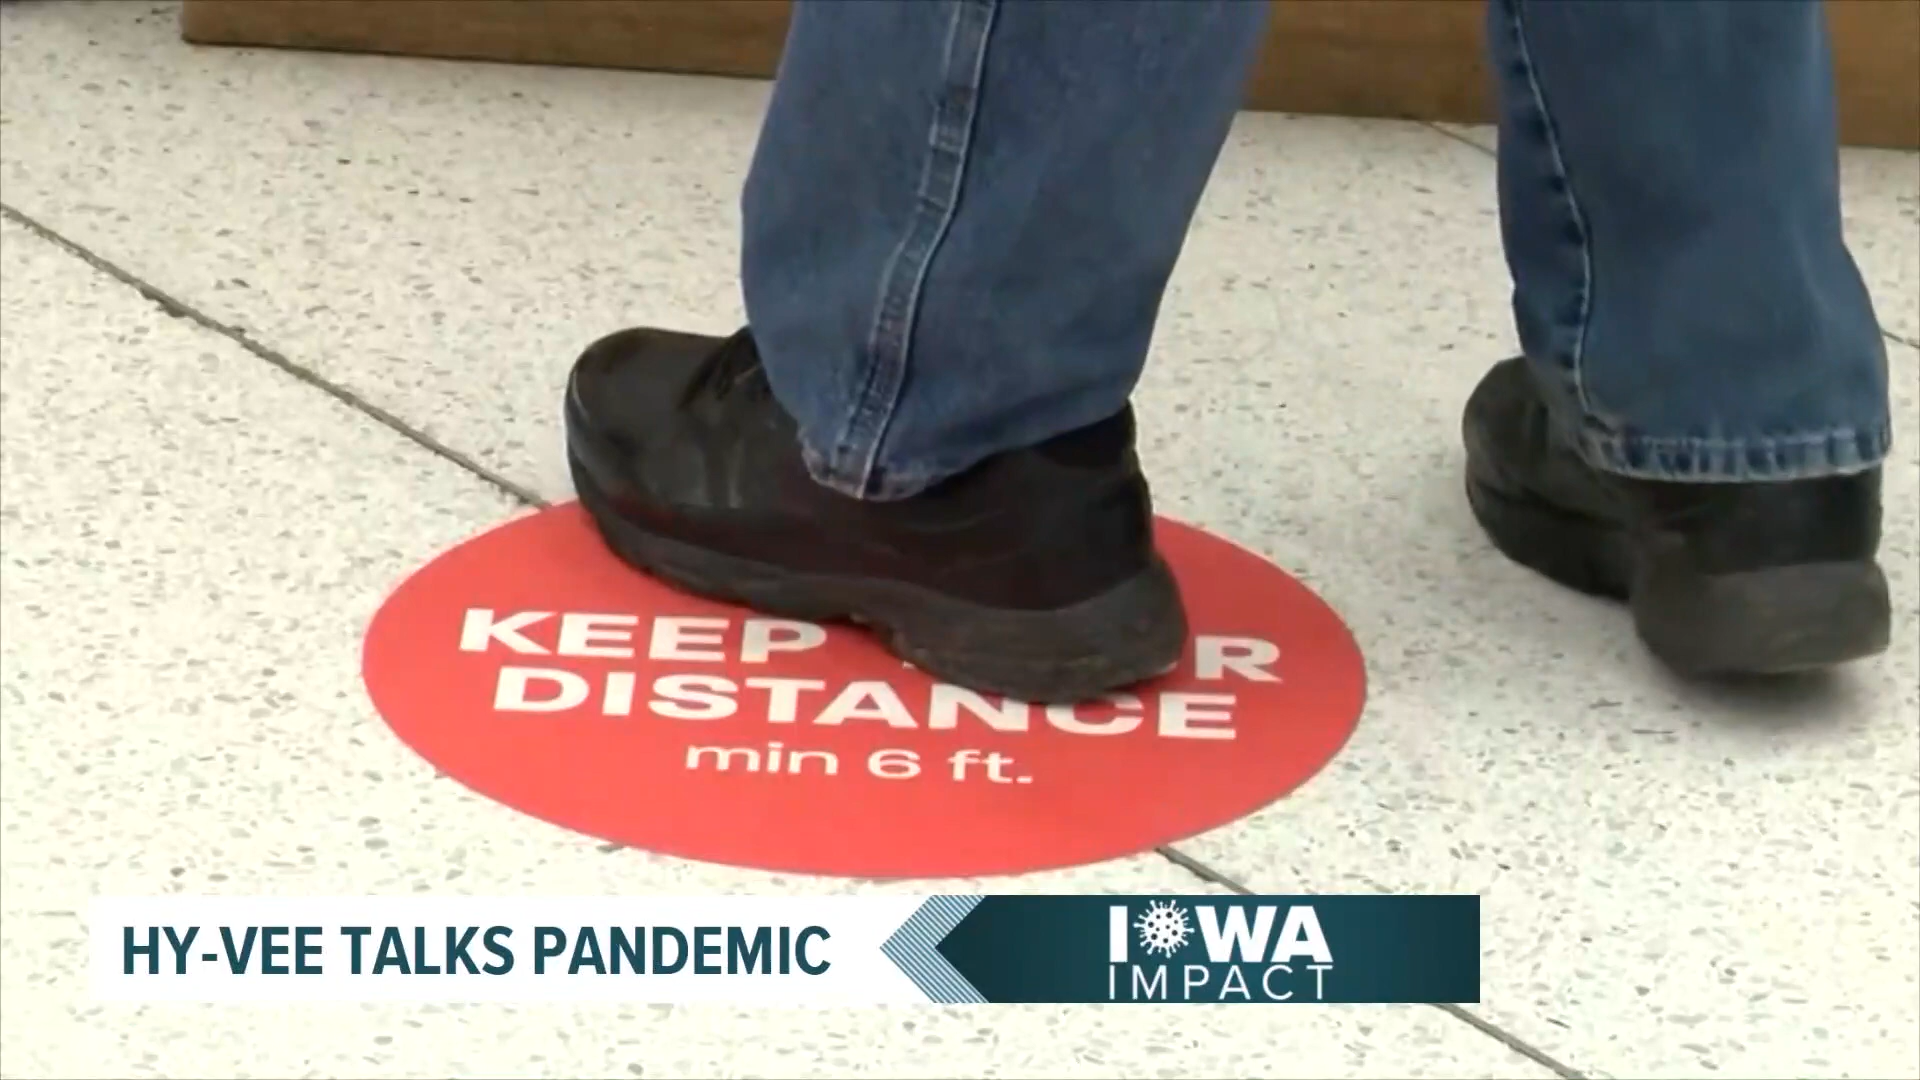 KEEP R
DISTANCE
min 6 ft.
HY-VEE TALKS PANDEMIC
IOWA
IMPACT